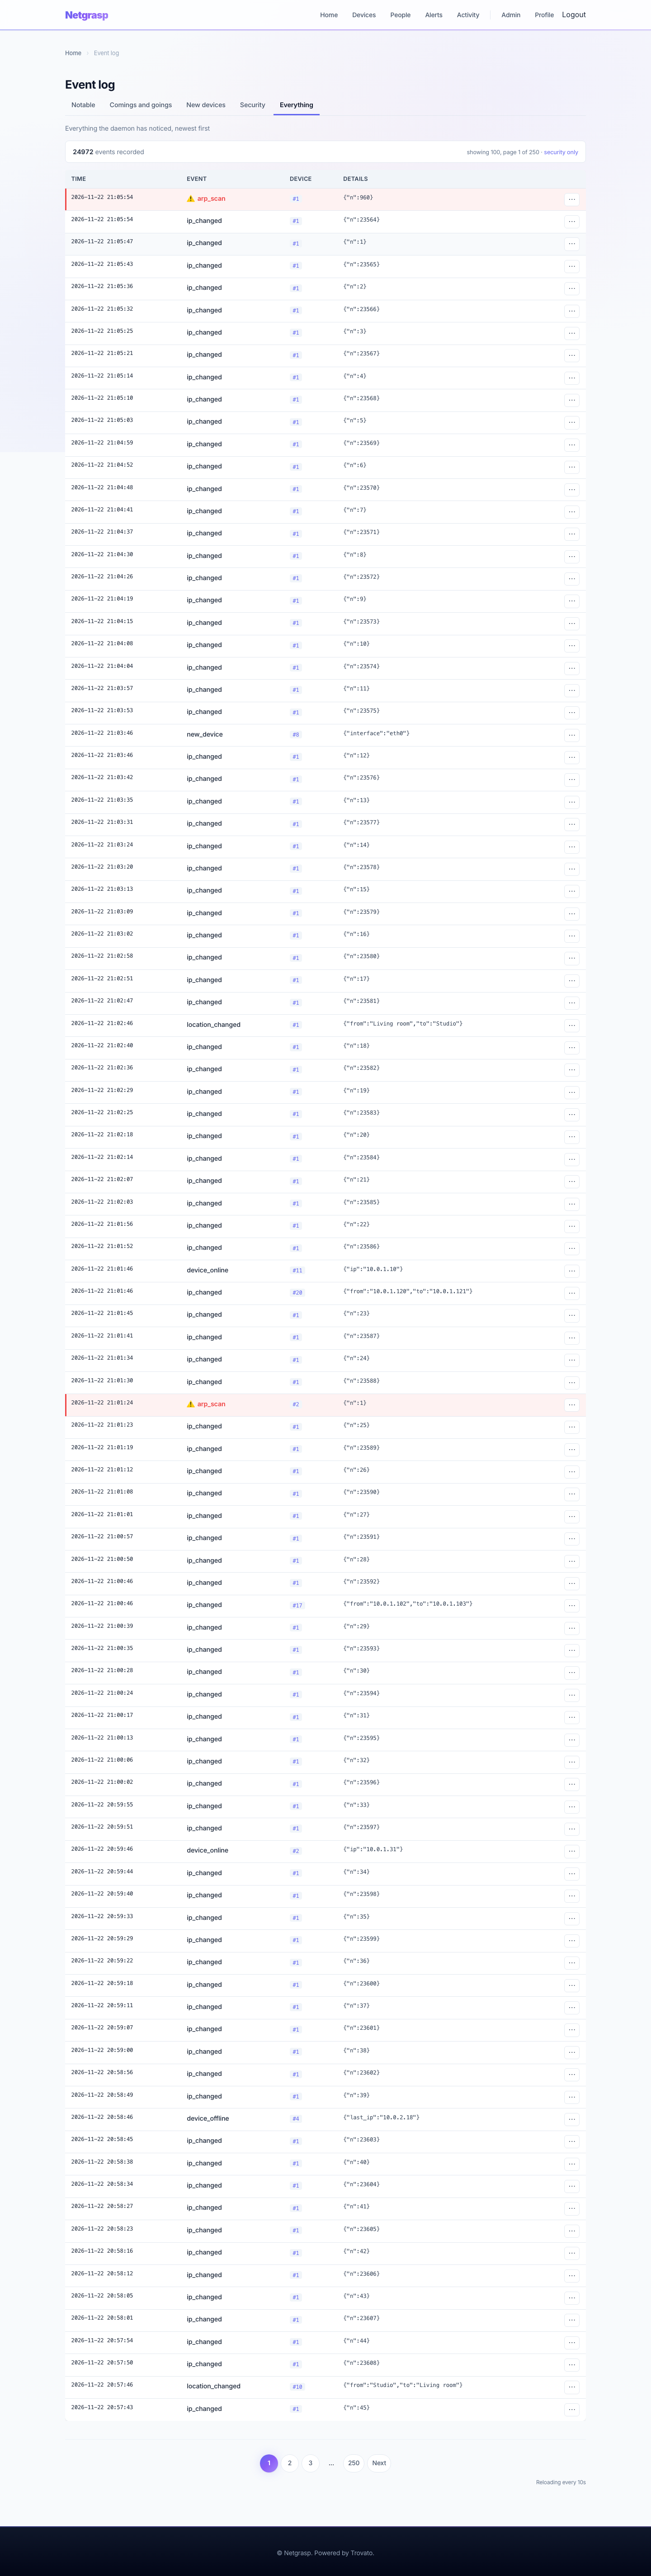 Netgrasp
Home Devices People Alerts Activity Admin Profile Logout
Home › Event log
Event log
Notable Comings and goings New devices Security Everything
Everything the daemon has noticed, newest first
24972 events recorded showing 100, page 1 of 250 · security only
TIME EVENT DEVICE DETAILS
2026-11-22 21:05:54 ⚠️ arp_scan #1 {"n":960} ...
2026-11-22 21:05:54 ip_changed #1 {"n":23564} ...
2026-11-22 21:05:47 ip_changed #1 {"n":1} ...
2026-11-22 21:05:43 ip_changed #1 {"n":23565} ...
2026-11-22 21:05:36 ip_changed #1 {"n":2} ...
2026-11-22 21:05:32 ip_changed #1 {"n":23566} ...
2026-11-22 21:05:25 ip_changed #1 {"n":3} ...
2026-11-22 21:05:21 ip_changed #1 {"n":23567} ...
2026-11-22 21:05:14 ip_changed #1 {"n":4} ...
2026-11-22 21:05:10 ip_changed #1 {"n":23568} ...
2026-11-22 21:05:03 ip_changed #1 {"n":5} ...
2026-11-22 21:04:59 ip_changed #1 {"n":23569} ...
2026-11-22 21:04:52 ip_changed #1 {"n":6} ...
2026-11-22 21:04:48 ip_changed #1 {"n":23570} ...
2026-11-22 21:04:41 ip_changed #1 {"n":7} ...
2026-11-22 21:04:37 ip_changed #1 {"n":23571} ...
2026-11-22 21:04:30 ip_changed #1 {"n":8} ...
2026-11-22 21:04:26 ip_changed #1 {"n":23572} ...
2026-11-22 21:04:19 ip_changed #1 {"n":9} ...
2026-11-22 21:04:15 ip_changed #1 {"n":23573} ...
2026-11-22 21:04:08 ip_changed #1 {"n":10} ...
2026-11-22 21:04:04 ip_changed #1 {"n":23574} ...
2026-11-22 21:03:57 ip_changed #1 {"n":11} ...
2026-11-22 21:03:53 ip_changed #1 {"n":23575} ...
2026-11-22 21:03:46 new_device #8 {"interface":"eth0"} ...
2026-11-22 21:03:46 ip_changed #1 {"n":12} ...
2026-11-22 21:03:42 ip_changed #1 {"n":23576} ...
2026-11-22 21:03:35 ip_changed #1 {"n":13} ...
2026-11-22 21:03:31 ip_changed #1 {"n":23577} ...
2026-11-22 21:03:24 ip_changed #1 {"n":14} ...
2026-11-22 21:03:20 ip_changed #1 {"n":23578} ...
2026-11-22 21:03:13 ip_changed #1 {"n":15} ...
2026-11-22 21:03:09 ip_changed #1 {"n":23579} ...
2026-11-22 21:03:02 ip_changed #1 {"n":16} ...
2026-11-22 21:02:58 ip_changed #1 {"n":23580} ...
2026-11-22 21:02:51 ip_changed #1 {"n":17} ...
2026-11-22 21:02:47 ip_changed #1 {"n":23581} ...
2026-11-22 21:02:46 location_changed #1 {"from":"Living room","to":"Studio"} ...
2026-11-22 21:02:40 ip_changed #1 {"n":18} ...
2026-11-22 21:02:36 ip_changed #1 {"n":23582} ...
2026-11-22 21:02:29 ip_changed #1 {"n":19} ...
2026-11-22 21:02:25 ip_changed #1 {"n":23583} ...
2026-11-22 21:02:18 ip_changed #1 {"n":20} ...
2026-11-22 21:02:14 ip_changed #1 {"n":23584} ...
2026-11-22 21:02:07 ip_changed #1 {"n":21} ...
2026-11-22 21:02:03 ip_changed #1 {"n":23585} ...
2026-11-22 21:01:56 ip_changed #1 {"n":22} ...
2026-11-22 21:01:52 ip_changed #1 {"n":23586} ...
2026-11-22 21:01:46 device_online #11 {"ip":"10.0.1.10"} ...
2026-11-22 21:01:46 ip_changed #20 {"from":"10.0.1.120","to":"10.0.1.121"} ...
2026-11-22 21:01:45 ip_changed #1 {"n":23} ...
2026-11-22 21:01:41 ip_changed #1 {"n":23587} ...
2026-11-22 21:01:34 ip_changed #1 {"n":24} ...
2026-11-22 21:01:30 ip_changed #1 {"n":23588} ...
2026-11-22 21:01:24 ⚠️ arp_scan #2 {"n":1} ...
2026-11-22 21:01:23 ip_changed #1 {"n":25} ...
2026-11-22 21:01:19 ip_changed #1 {"n":23589} ...
2026-11-22 21:01:12 ip_changed #1 {"n":26} ...
2026-11-22 21:01:08 ip_changed #1 {"n":23590} ...
2026-11-22 21:01:01 ip_changed #1 {"n":27} ...
2026-11-22 21:00:57 ip_changed #1 {"n":23591} ...
2026-11-22 21:00:50 ip_changed #1 {"n":28} ...
2026-11-22 21:00:46 ip_changed #1 {"n":23592} ...
2026-11-22 21:00:46 ip_changed #17 {"from":"10.0.1.102","to":"10.0.1.103"} ...
2026-11-22 21:00:39 ip_changed #1 {"n":29} ...
2026-11-22 21:00:35 ip_changed #1 {"n":23593} ...
2026-11-22 21:00:28 ip_changed #1 {"n":30} ...
2026-11-22 21:00:24 ip_changed #1 {"n":23594} ...
2026-11-22 21:00:17 ip_changed #1 {"n":31} ...
2026-11-22 21:00:13 ip_changed #1 {"n":23595} ...
2026-11-22 21:00:06 ip_changed #1 {"n":32} ...
2026-11-22 21:00:02 ip_changed #1 {"n":23596} ...
2026-11-22 20:59:55 ip_changed #1 {"n":33} ...
2026-11-22 20:59:51 ip_changed #1 {"n":23597} ...
2026-11-22 20:59:46 device_online #2 {"ip":"10.0.1.31"} ...
2026-11-22 20:59:44 ip_changed #1 {"n":34} ...
2026-11-22 20:59:40 ip_changed #1 {"n":23598} ...
2026-11-22 20:59:33 ip_changed #1 {"n":35} ...
2026-11-22 20:59:29 ip_changed #1 {"n":23599} ...
2026-11-22 20:59:22 ip_changed #1 {"n":36} ...
2026-11-22 20:59:18 ip_changed #1 {"n":23600} ...
2026-11-22 20:59:11 ip_changed #1 {"n":37} ...
2026-11-22 20:59:07 ip_changed #1 {"n":23601} ...
2026-11-22 20:59:00 ip_changed #1 {"n":38} ...
2026-11-22 20:58:56 ip_changed #1 {"n":23602} ...
2026-11-22 20:58:49 ip_changed #1 {"n":39} ...
2026-11-22 20:58:46 device_offline #4 {"last_ip":"10.0.2.18"} ...
2026-11-22 20:58:45 ip_changed #1 {"n":23603} ...
2026-11-22 20:58:38 ip_changed #1 {"n":40} ...
2026-11-22 20:58:34 ip_changed #1 {"n":23604} ...
2026-11-22 20:58:27 ip_changed #1 {"n":41} ...
2026-11-22 20:58:23 ip_changed #1 {"n":23605} ...
2026-11-22 20:58:16 ip_changed #1 {"n":42} ...
2026-11-22 20:58:12 ip_changed #1 {"n":23606} ...
2026-11-22 20:58:05 ip_changed #1 {"n":43} ...
2026-11-22 20:58:01 ip_changed #1 {"n":23607} ...
2026-11-22 20:57:54 ip_changed #1 {"n":44} ...
2026-11-22 20:57:50 ip_changed #1 {"n":23608} ...
2026-11-22 20:57:46 location_changed #10 {"from":"Studio","to":"Living room"} ...
2026-11-22 20:57:43 ip_changed #1 {"n":45} ...
1 2 3 ... 250 Next
Reloading every 10s
© Netgrasp. Powered by Trovato.